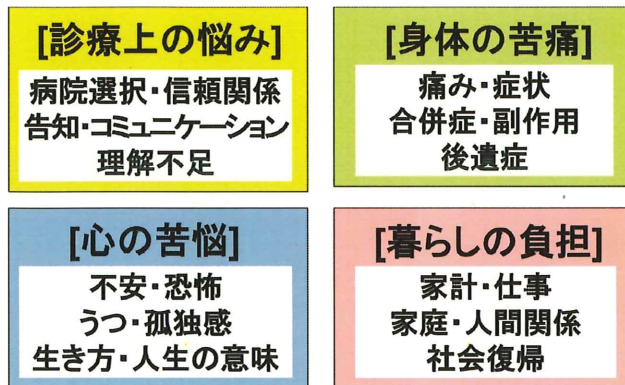 [診療上の悩み]
病院選択・信頼関係
告知・コミュニケーション
理解不足
[身体の苦痛]
痛み・症状
合併症・副作用
後遺症
[心の苦悩]
不安・恐怖
うつ・孤独感
生き方・人生の意味
[暮らしの負担]
家計・仕事
家庭・人間関係
社会復帰